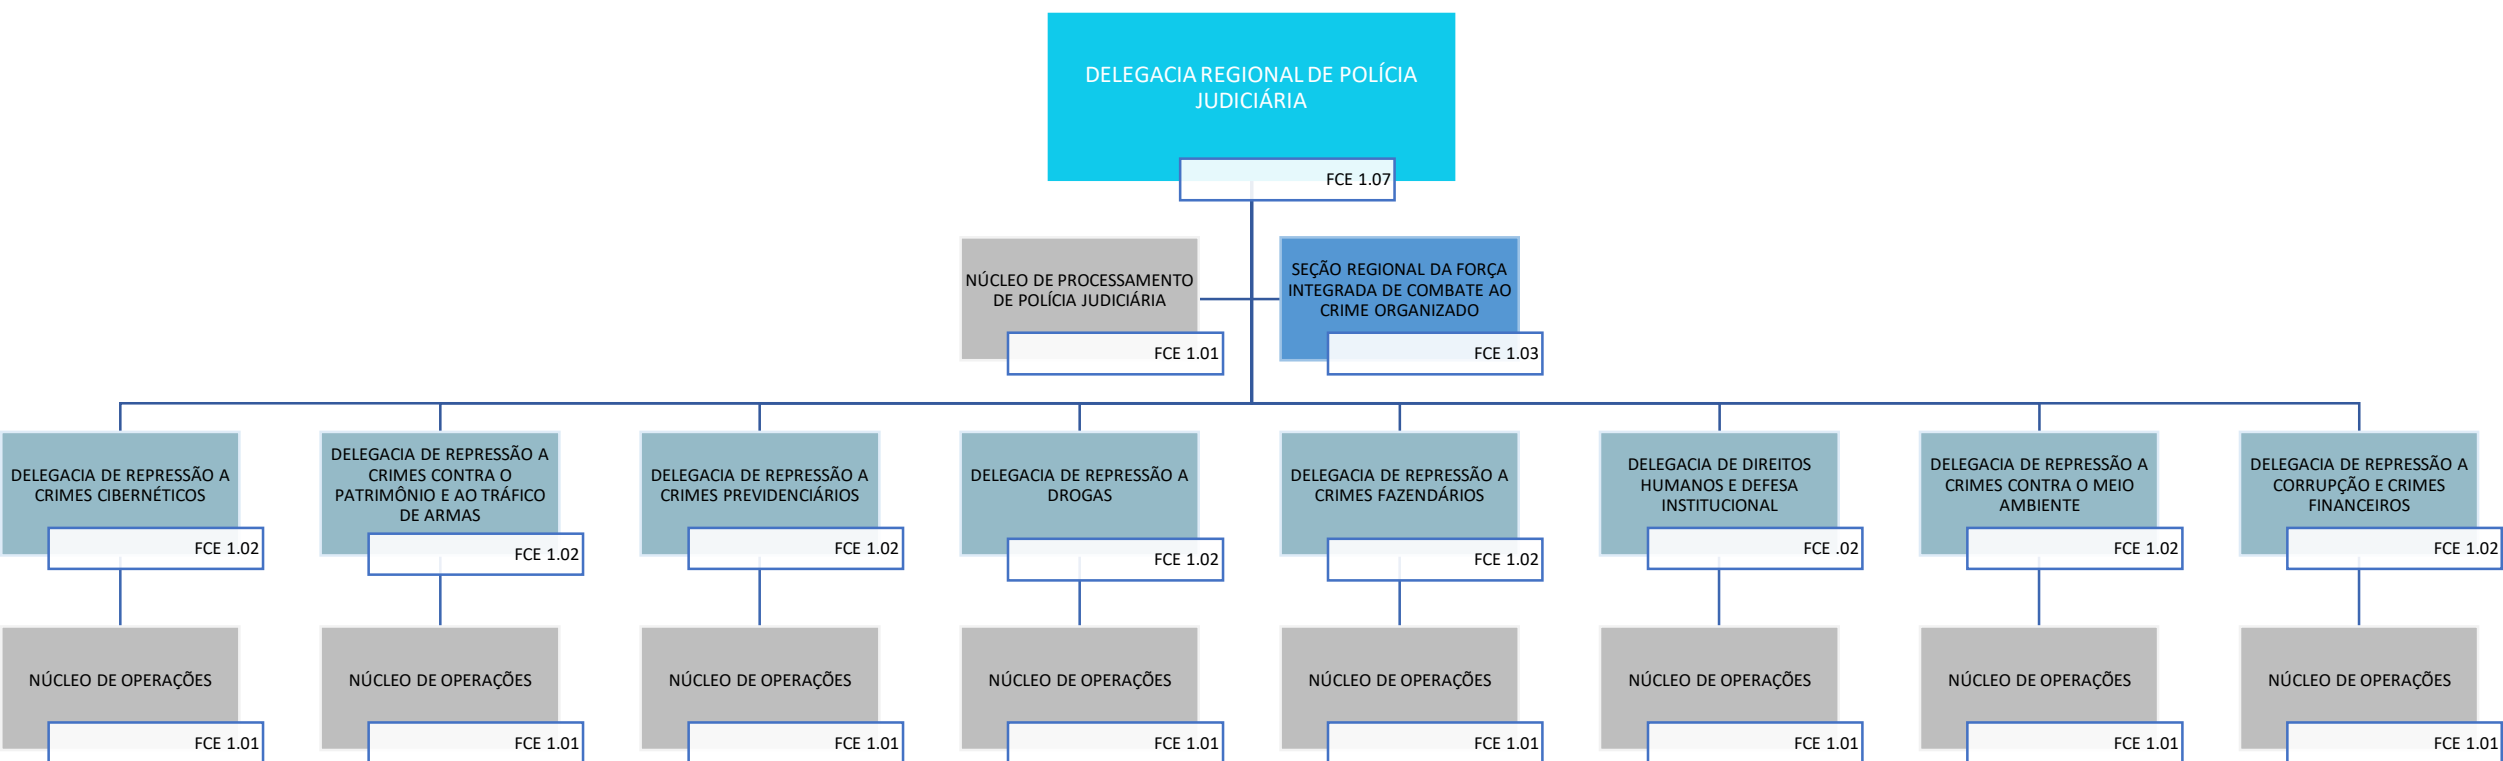 DELEGACIA REGIONAL DE POLÍCIA
JUDICIÁRIA
FCE 1.07
NÚCLEO DE PROCESSAMENTO
DE POLÍCIA JUDICIÁRIA
FCE 1.01
SEÇÃO REGIONAL DA FORÇA
INTEGRADA DE COMBATE AO
CRIME ORGANIZADO
FCE 1.03
DELEGACIA DE REPRESSÃO A
CRIMES CIBERNÉTICOS
FCE 1.02
DELEGACIA DE REPRESSÃO A
CRIMES CONTRA O
PATRIMÔNIO E AO TRÁFICO
DE ARMAS
FCE 1.02
DELEGACIA DE REPRESSÃO A
CRIMES PREVIDENCIÁRIOS
FCE 1.02
DELEGACIA DE REPRESSÃO A
DROGAS
FCE 1.02
DELEGACIA DE REPRESSÃO A
CRIMES FAZENDÁRIOS
FCE 1.02
DELEGACIA DE DIREITOS
HUMANOS E DEFESA
INSTITUCIONAL
FCE .02
DELEGACIA DE REPRESSÃO A
CRIMES CONTRA O MEIO
AMBIENTE
FCE 1.02
DELEGACIA DE REPRESSÃO A
CORRUPÇÃO E CRIMES
FINANCEIROS
FCE 1.02
NÚCLEO DE OPERAÇÕES
FCE 1.01
NÚCLEO DE OPERAÇÕES
FCE 1.01
NÚCLEO DE OPERAÇÕES
FCE 1.01
NÚCLEO DE OPERAÇÕES
FCE 1.01
NÚCLEO DE OPERAÇÕES
FCE 1.01
NÚCLEO DE OPERAÇÕES
FCE 1.01
NÚCLEO DE OPERAÇÕES
FCE 1.01
NÚCLEO DE OPERAÇÕES
FCE 1.01